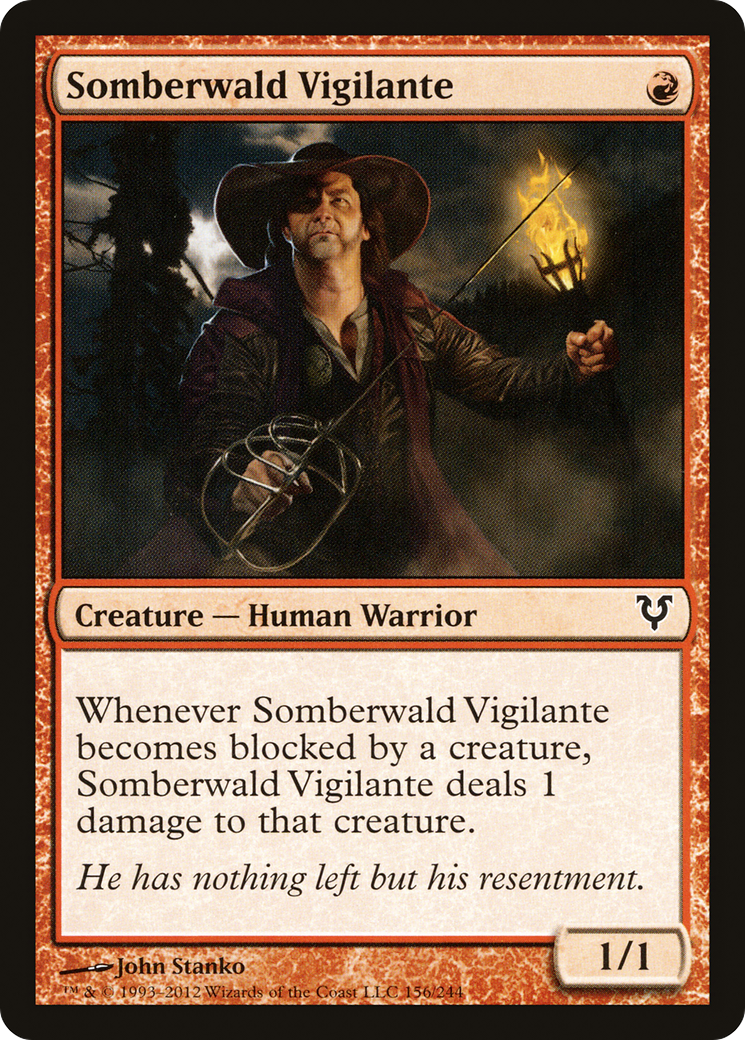 Somberwald Vigilante
Creature — Human Warrior
Whenever Somberwald Vigilante
becomes blocked by a creature,
Somberwald Vigilante deals 1
damage to that creature.
He has nothing left but his resentment.
1/1
John Stanko
™ & © 1993–2012 Wizards of the Coast LLC 156/244